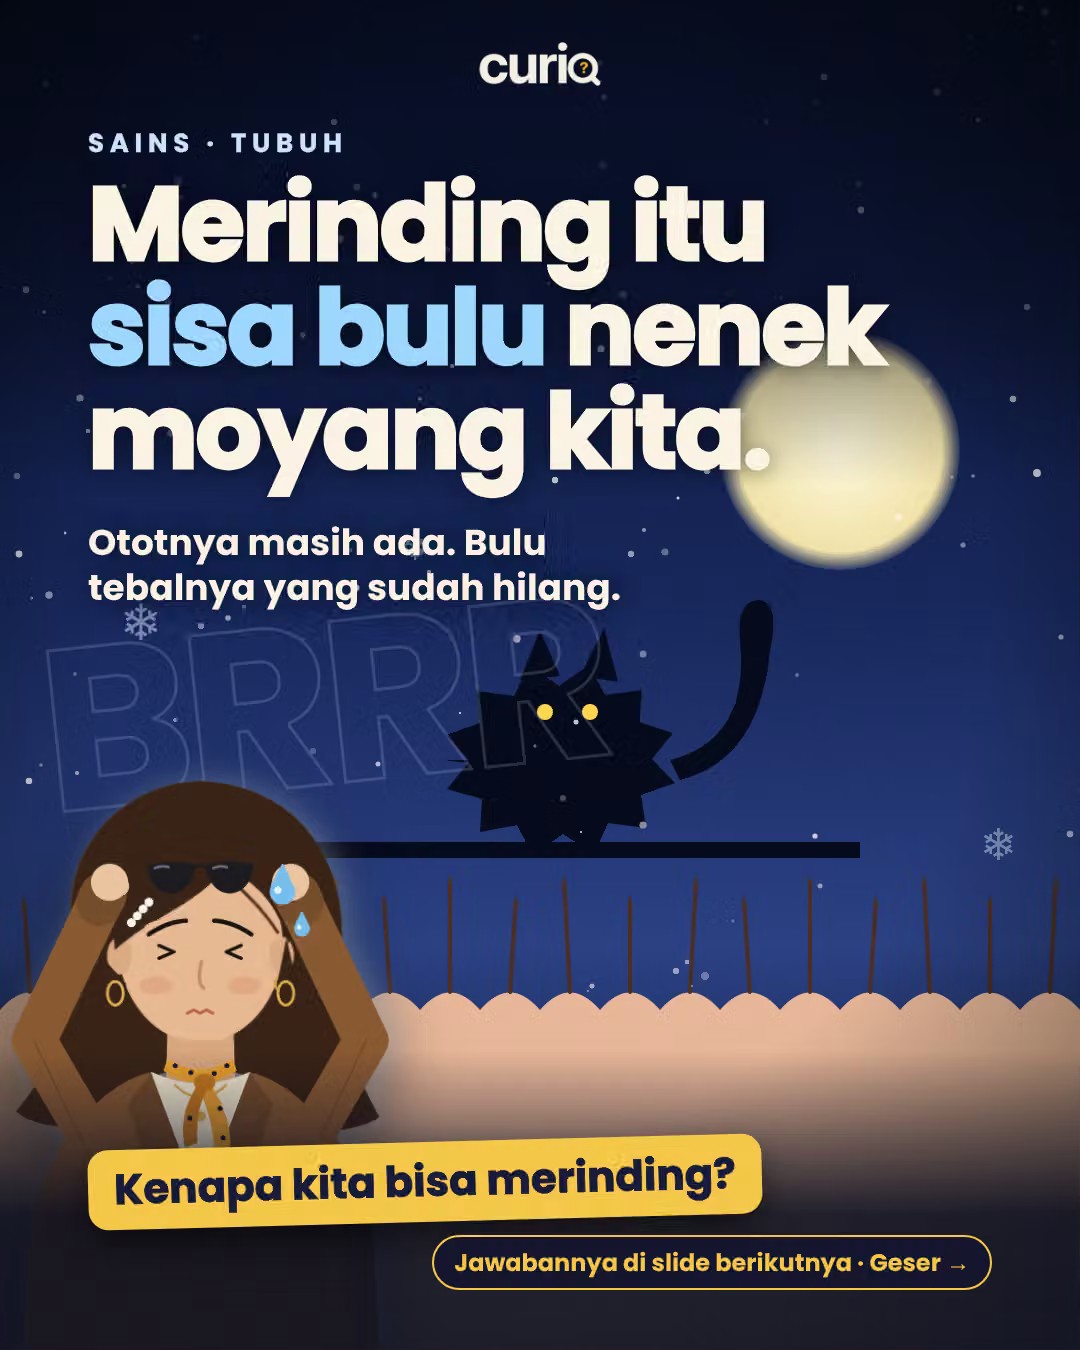 curiQ
SAINS · TUBUH
Merinding itu
sisa bulu nenek
moyang kita.
Ototnya masih ada. Bulu
tebalnya yang sudah hilang.
BRRR
Kenapa kita bisa merinding?
Jawabannya di slide berikutnya · Geser →